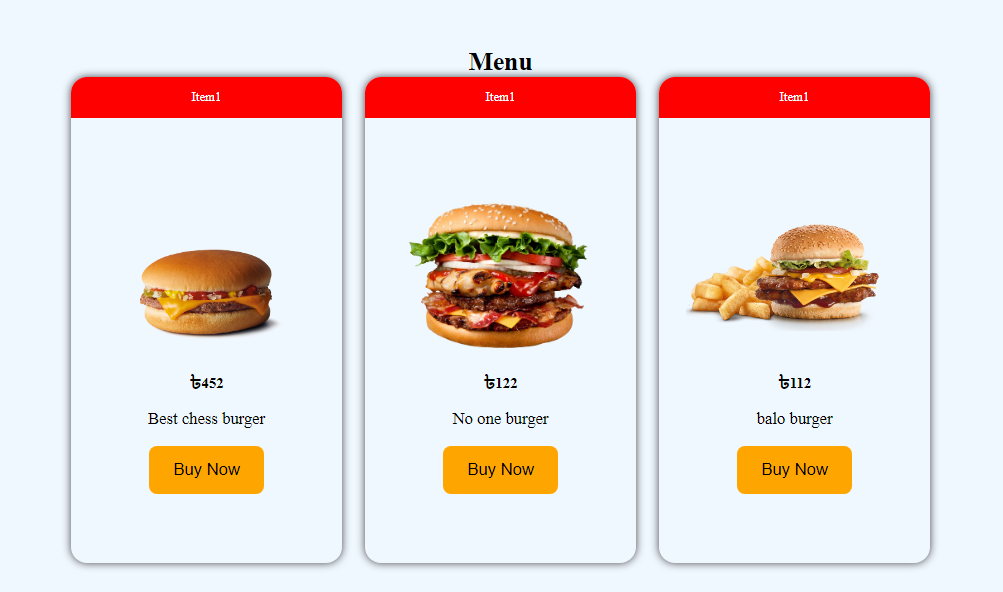 Menu
Item1
Item1
Item1
৳452
৳122
৳112
Best chess burger
No one burger
balo burger
Buy Now
Buy Now
Buy Now